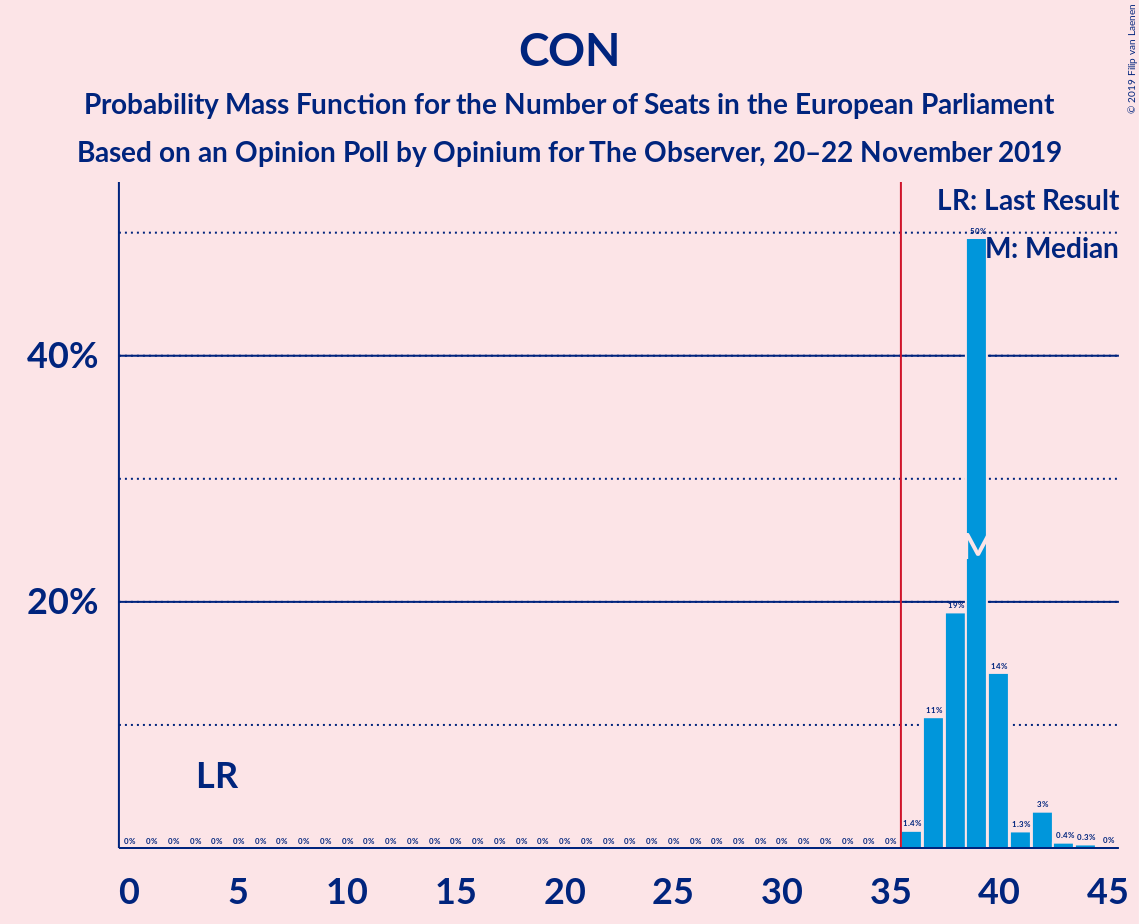 © 2019 Filip van Laenen
CON
Probability Mass Function for the Number of Seats in the European Parliament
Based on an Opinion Poll by Opinium for The Observer, 20–22 November 2019
LR: Last Result
M: Median
50%
40%
M
20%
19%
14%
11%
LR
3%
1.4% 1.3% 0.4% 0.3%
0% 0% 0% 0% 0% 0% 0% 0% 0% 0% 0% 0% 0% 0% 0% 0% 0% 0% 0% 0% 0% 0% 0% 0% 0% 0% 0% 0% 0% 0% 0% 0% 0% 0% 0% 0% 0%
0 5 10 15 20 25 30 35 40 45